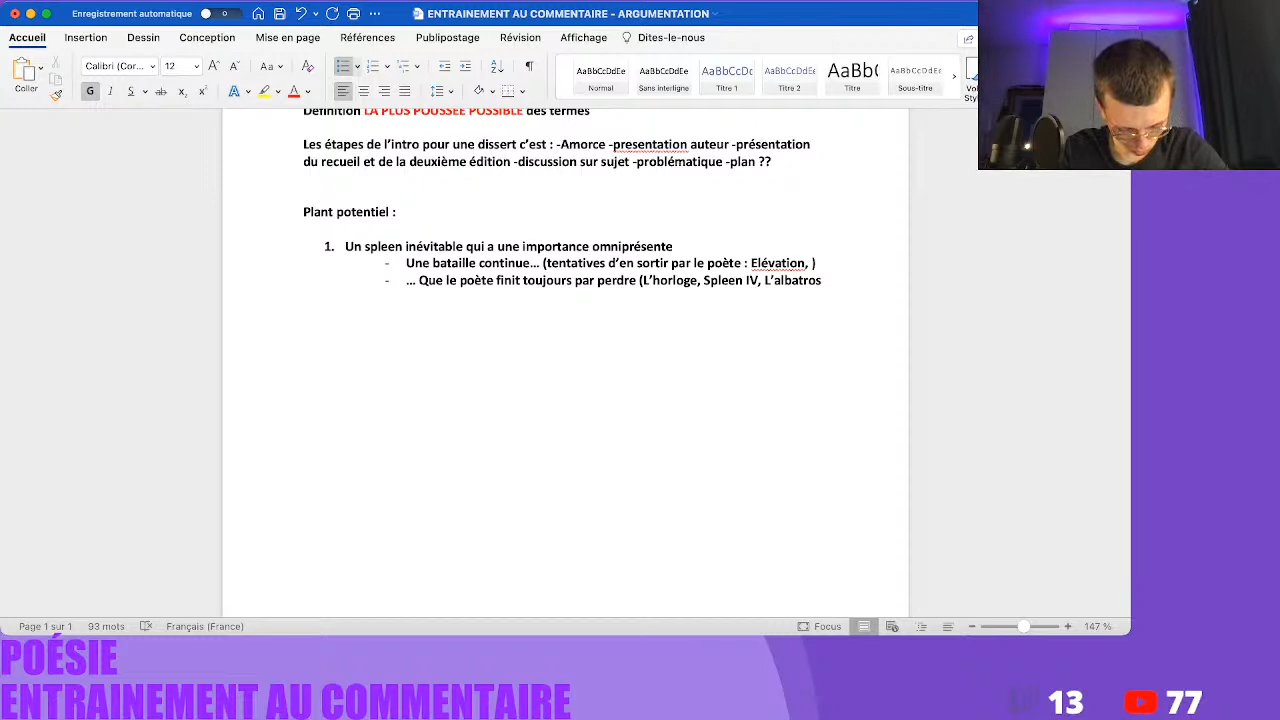 Enregistrement automatique
ENTRAINEMENT AU COMMENTAIRE - ARGUMENTATION
Accueil Insertion Dessin Conception Mise en page Références Publipostage Révision Affichage Dites-le-nous
Coller
Calibri (Cor... 12
AaBbCcDdEe AaBbCcDdEe AaBbCcDc AaBbCcDdEe AaBb( AaBbCcDdEe
Normal Sans interligne Titre 1 Titre 2 Titre Sous-titre
Définition LA PLUS POUSSÉE POSSIBLE des termes
Les étapes de l'intro pour une dissert c'est : -Amorce -presentation auteur -présentation
du recueil et de la deuxième édition -discussion sur sujet -problématique -plan ??
Plant potentiel :
1. Un spleen inévitable qui a une importance omniprésente
- Une bataille continue... (tentatives d'en sortir par le poète : Elévation, )
- ... Que le poète finit toujours par perdre (L'horloge, Spleen IV, L'albatros
Page 1 sur 1 93 mots Français (France) Focus 147 %
POÉSIE
ENTRAINEMENT AU COMMENTAIRE
13 77